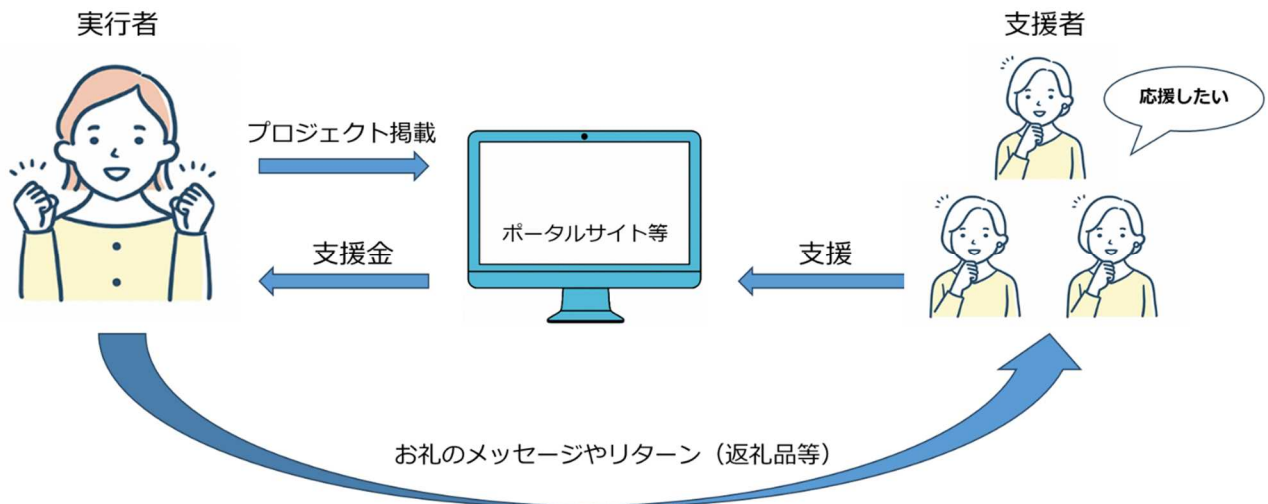 実行者
支援者
応援したい
プロジェクト掲載
ポータルサイト等
支援金
支援
お礼のメッセージやリターン（返礼品等）